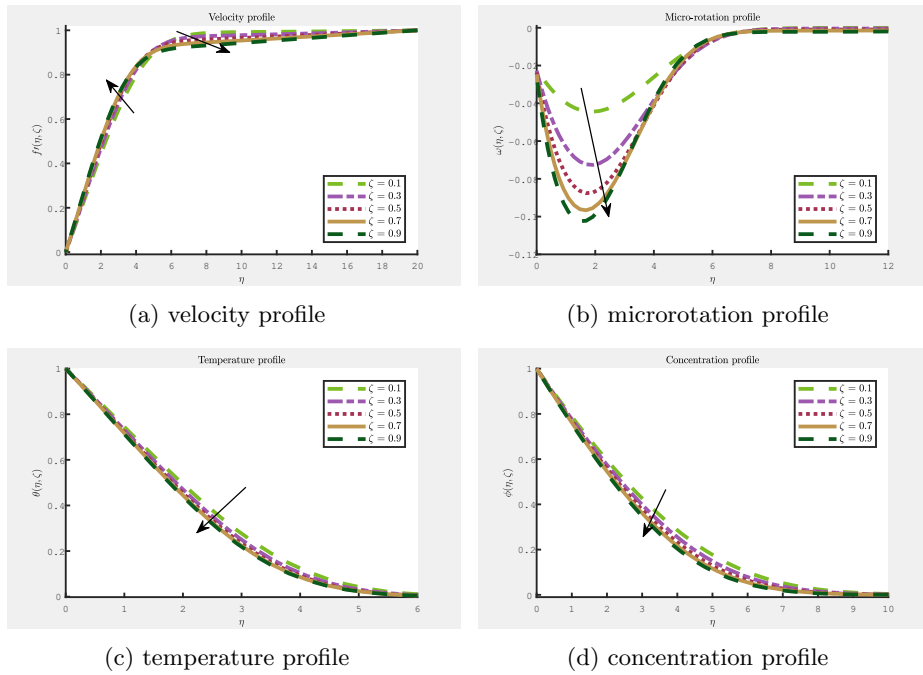 Velocity profile
f′(η, ζ)
1
0.8
0.6
0.4
0.2
0
0 2 4 6 8 10 12 14 16 18 20
η
ζ = 0.1
ζ = 0.3
ζ = 0.5
ζ = 0.7
ζ = 0.9
(a) velocity profile
Micro-rotation profile
ω(η, ζ)
0
-0.02
-0.04
-0.06
-0.08
-0.1
-0.12
0 2 4 6 8 10 12
η
ζ = 0.1
ζ = 0.3
ζ = 0.5
ζ = 0.7
ζ = 0.9
(b) microrotation profile
Temperature profile
θ(η, ζ)
1
0.8
0.6
0.4
0.2
0
0 1 2 3 4 5 6
η
ζ = 0.1
ζ = 0.3
ζ = 0.5
ζ = 0.7
ζ = 0.9
(c) temperature profile
Concentration profile
ϕ(η, ζ)
1
0.8
0.6
0.4
0.2
0
0 1 2 3 4 5 6 7 8 9 10
η
ζ = 0.1
ζ = 0.3
ζ = 0.5
ζ = 0.7
ζ = 0.9
(d) concentration profile